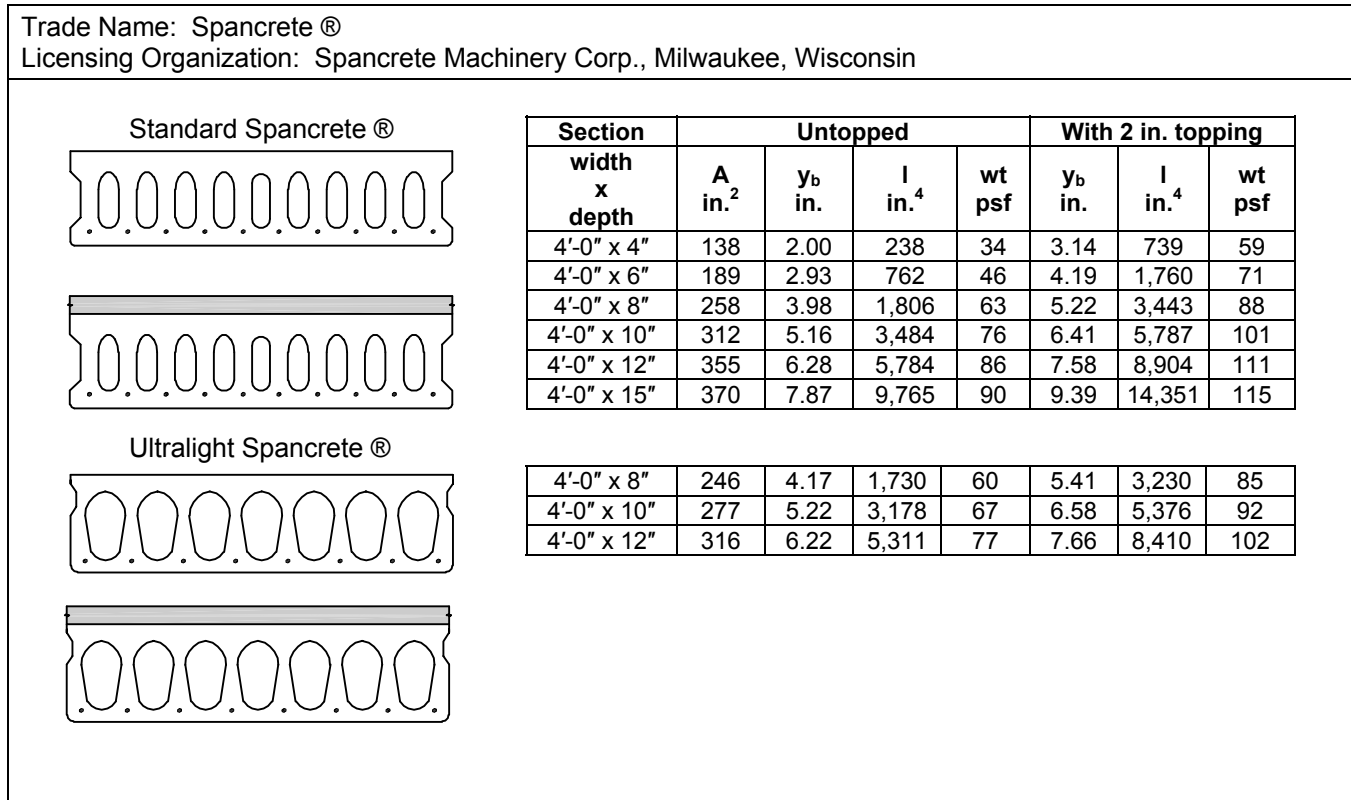 Trade Name: Spancrete ®
Licensing Organization: Spancrete Machinery Corp., Milwaukee, Wisconsin
Standard Spancrete ®
Section Untopped With 2 in. topping
width x depth A in.² yb in. I in.⁴ wt psf yb in. I in.⁴ wt psf
4′-0″ x 4″ 138 2.00 238 34 3.14 739 59
4′-0″ x 6″ 189 2.93 762 46 4.19 1,760 71
4′-0″ x 8″ 258 3.98 1,806 63 5.22 3,443 88
4′-0″ x 10″ 312 5.16 3,484 76 6.41 5,787 101
4′-0″ x 12″ 355 6.28 5,784 86 7.58 8,904 111
4′-0″ x 15″ 370 7.87 9,765 90 9.39 14,351 115
Ultralight Spancrete ®
4′-0″ x 8″ 246 4.17 1,730 60 5.41 3,230 85
4′-0″ x 10″ 277 5.22 3,178 67 6.58 5,376 92
4′-0″ x 12″ 316 6.22 5,311 77 7.66 8,410 102